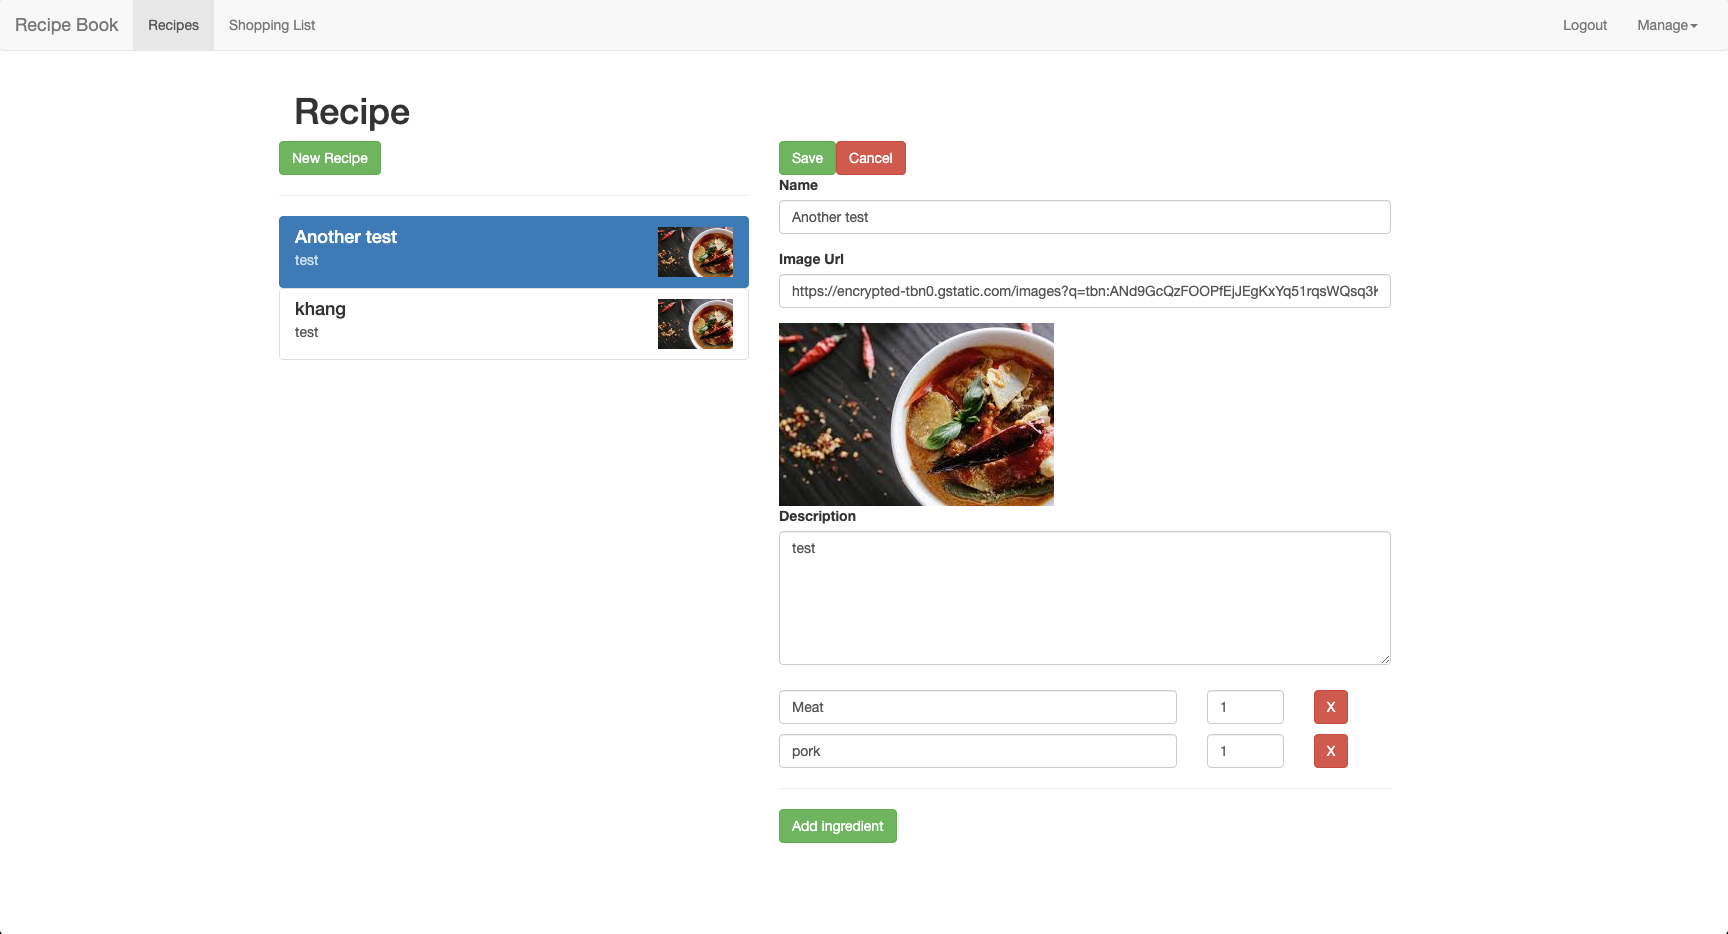 Recipe Book Recipes Shopping List Logout Manage
Recipe
New Recipe
Another test
test
khang
test
Save Cancel
Name
Another test
Image Url
https://encrypted-tbn0.gstatic.com/images?q=tbn:ANd9GcQzFOOPfEjJEgKxYq51rqsWQsq3
Description
test
Meat 1 X
pork 1 X
Add ingredient